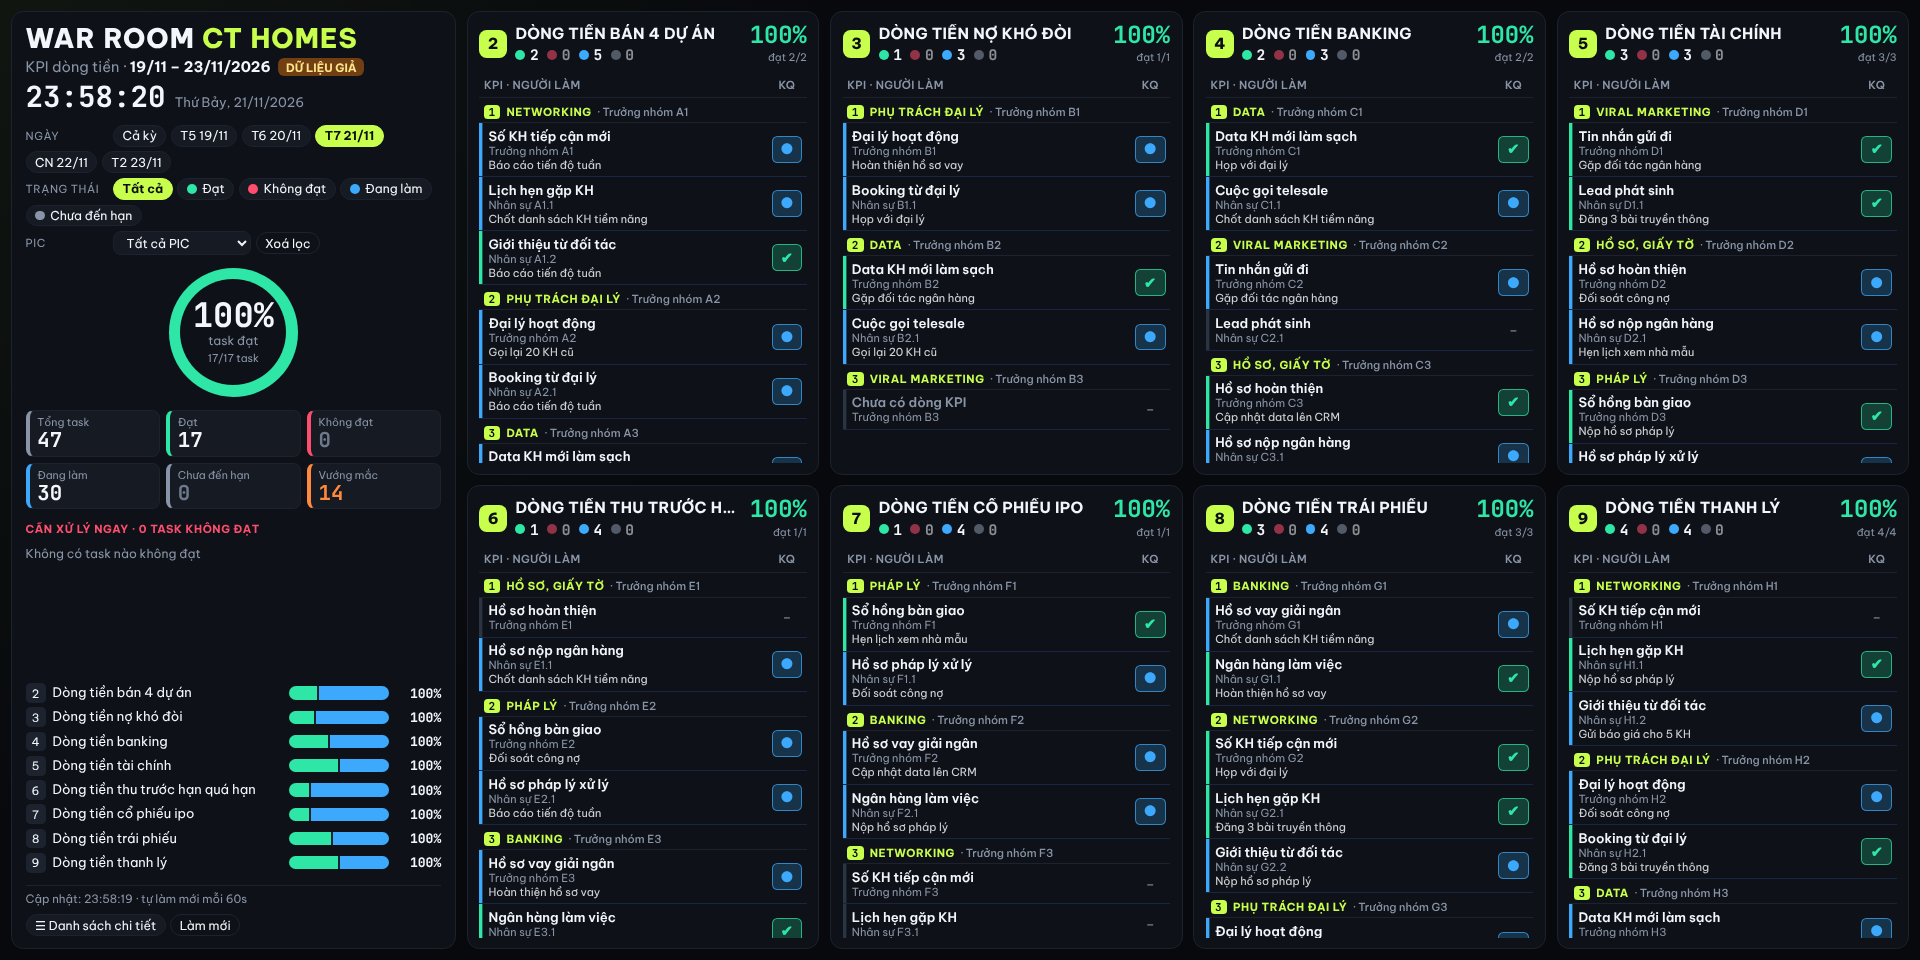 WAR ROOM CT HOMES
KPI dòng tiền · 19/11 – 23/11/2026 DỮ LIỆU GIẢ
23:58:20 Thứ Bảy, 21/11/2026
NGÀY Cả kỳ T5 19/11 T6 20/11 T7 21/11
CN 22/11 T2 23/11
TRẠNG THÁI Tất cả Đạt Không đạt Đang làm
Chưa đến hạn
PIC Tất cả PIC Xoá lọc
100%
task đạt
17/17 task
Tổng task Đạt Không đạt
47 17 0
Đang làm Chưa đến hạn Vướng mắc
30 0 14
CẦN XỬ LÝ NGAY · 0 TASK KHÔNG ĐẠT
Không có task nào không đạt
2 Dòng tiền bán 4 dự án 100%
3 Dòng tiền nợ khó đòi 100%
4 Dòng tiền banking 100%
5 Dòng tiền tài chính 100%
6 Dòng tiền thu trước hạn quá hạn 100%
7 Dòng tiền cổ phiếu ipo 100%
8 Dòng tiền trái phiếu 100%
9 Dòng tiền thanh lý 100%
Cập nhật: 23:58:19 · tự làm mới mỗi 60s
☰ Danh sách chi tiết Làm mới
2 DÒNG TIỀN BÁN 4 DỰ ÁN 100%
2 0 5 0 đạt 2/2
KPI · NGƯỜI LÀM KQ
1 NETWORKING · Trưởng nhóm A1
Số KH tiếp cận mới
Trưởng nhóm A1
Báo cáo tiến độ tuần
Lịch hẹn gặp KH
Nhân sự A1.1
Chốt danh sách KH tiềm năng
Giới thiệu từ đối tác
Nhân sự A1.2
Báo cáo tiến độ tuần
✔
2 PHỤ TRÁCH ĐẠI LÝ · Trưởng nhóm A2
Đại lý hoạt động
Trưởng nhóm A2
Gọi lại 20 KH cũ
Booking từ đại lý
Nhân sự A2.1
Báo cáo tiến độ tuần
3 DATA · Trưởng nhóm A3
Data KH mới làm sạch
3 DÒNG TIỀN NỢ KHÓ ĐÒI 100%
1 0 3 0 đạt 1/1
KPI · NGƯỜI LÀM KQ
1 PHỤ TRÁCH ĐẠI LÝ · Trưởng nhóm B1
Đại lý hoạt động
Trưởng nhóm B1
Hoàn thiện hồ sơ vay
Booking từ đại lý
Nhân sự B1.1
Họp với đại lý
2 DATA · Trưởng nhóm B2
Data KH mới làm sạch
Trưởng nhóm B2
Gặp đối tác ngân hàng
✔
Cuộc gọi telesale
Nhân sự B2.1
Gọi lại 20 KH cũ
3 VIRAL MARKETING · Trưởng nhóm B3
Chưa có dòng KPI –
Trưởng nhóm B3
4 DÒNG TIỀN BANKING 100%
2 0 3 0 đạt 2/2
KPI · NGƯỜI LÀM KQ
1 DATA · Trưởng nhóm C1
Data KH mới làm sạch
Trưởng nhóm C1
Họp với đại lý
✔
Cuộc gọi telesale
Nhân sự C1.1
Chốt danh sách KH tiềm năng
2 VIRAL MARKETING · Trưởng nhóm C2
Tin nhắn gửi đi
Trưởng nhóm C2
Gặp đối tác ngân hàng
Lead phát sinh –
Nhân sự C2.1
3 HỒ SƠ, GIẤY TỜ · Trưởng nhóm C3
Hồ sơ hoàn thiện
Trưởng nhóm C3
Cập nhật data lên CRM
✔
Hồ sơ nộp ngân hàng
Nhân sự C3.1
5 DÒNG TIỀN TÀI CHÍNH 100%
3 0 3 0 đạt 3/3
KPI · NGƯỜI LÀM KQ
1 VIRAL MARKETING · Trưởng nhóm D1
Tin nhắn gửi đi
Trưởng nhóm D1
Gặp đối tác ngân hàng
✔
Lead phát sinh
Nhân sự D1.1
Đăng 3 bài truyền thông
✔
2 HỒ SƠ, GIẤY TỜ · Trưởng nhóm D2
Hồ sơ hoàn thiện
Trưởng nhóm D2
Đối soát công nợ
Hồ sơ nộp ngân hàng
Nhân sự D2.1
Hẹn lịch xem nhà mẫu
3 PHÁP LÝ · Trưởng nhóm D3
Sổ hồng bàn giao
Trưởng nhóm D3
Nộp hồ sơ pháp lý
✔
Hồ sơ pháp lý xử lý
6 DÒNG TIỀN THU TRƯỚC H... 100%
1 0 4 0 đạt 1/1
KPI · NGƯỜI LÀM KQ
1 HỒ SƠ, GIẤY TỜ · Trưởng nhóm E1
Hồ sơ hoàn thiện –
Trưởng nhóm E1
Hồ sơ nộp ngân hàng
Nhân sự E1.1
Chốt danh sách KH tiềm năng
2 PHÁP LÝ · Trưởng nhóm E2
Sổ hồng bàn giao
Trưởng nhóm E2
Đối soát công nợ
Hồ sơ pháp lý xử lý
Nhân sự E2.1
Báo cáo tiến độ tuần
3 BANKING · Trưởng nhóm E3
Hồ sơ vay giải ngân
Trưởng nhóm E3
Hoàn thiện hồ sơ vay
Ngân hàng làm việc
Nhân sự E3.1
✔
7 DÒNG TIỀN CỔ PHIẾU IPO 100%
1 0 4 0 đạt 1/1
KPI · NGƯỜI LÀM KQ
1 PHÁP LÝ · Trưởng nhóm F1
Sổ hồng bàn giao
Trưởng nhóm F1
Hẹn lịch xem nhà mẫu
✔
Hồ sơ pháp lý xử lý
Nhân sự F1.1
Đối soát công nợ
2 BANKING · Trưởng nhóm F2
Hồ sơ vay giải ngân
Trưởng nhóm F2
Cập nhật data lên CRM
Ngân hàng làm việc
Nhân sự F2.1
Nộp hồ sơ pháp lý
3 NETWORKING · Trưởng nhóm F3
Số KH tiếp cận mới –
Trưởng nhóm F3
Lịch hẹn gặp KH –
Nhân sự F3.1
8 DÒNG TIỀN TRÁI PHIẾU 100%
3 0 4 0 đạt 3/3
KPI · NGƯỜI LÀM KQ
1 BANKING · Trưởng nhóm G1
Hồ sơ vay giải ngân
Trưởng nhóm G1
Chốt danh sách KH tiềm năng
Ngân hàng làm việc
Nhân sự G1.1
Hoàn thiện hồ sơ vay
✔
2 NETWORKING · Trưởng nhóm G2
Số KH tiếp cận mới
Trưởng nhóm G2
Họp với đại lý
✔
Lịch hẹn gặp KH
Nhân sự G2.1
Đăng 3 bài truyền thông
✔
Giới thiệu từ đối tác
Nhân sự G2.2
Nộp hồ sơ pháp lý
3 PHỤ TRÁCH ĐẠI LÝ · Trưởng nhóm G3
Đại lý hoạt động
9 DÒNG TIỀN THANH LÝ 100%
4 0 4 0 đạt 4/4
KPI · NGƯỜI LÀM KQ
1 NETWORKING · Trưởng nhóm H1
Số KH tiếp cận mới –
Trưởng nhóm H1
Lịch hẹn gặp KH
Nhân sự H1.1
Nộp hồ sơ pháp lý
✔
Giới thiệu từ đối tác
Nhân sự H1.2
Gửi báo giá cho 5 KH
2 PHỤ TRÁCH ĐẠI LÝ · Trưởng nhóm H2
Đại lý hoạt động
Trưởng nhóm H2
Đối soát công nợ
Booking từ đại lý
Nhân sự H2.1
Đăng 3 bài truyền thông
✔
3 DATA · Trưởng nhóm H3
Data KH mới làm sạch
Trưởng nhóm H3